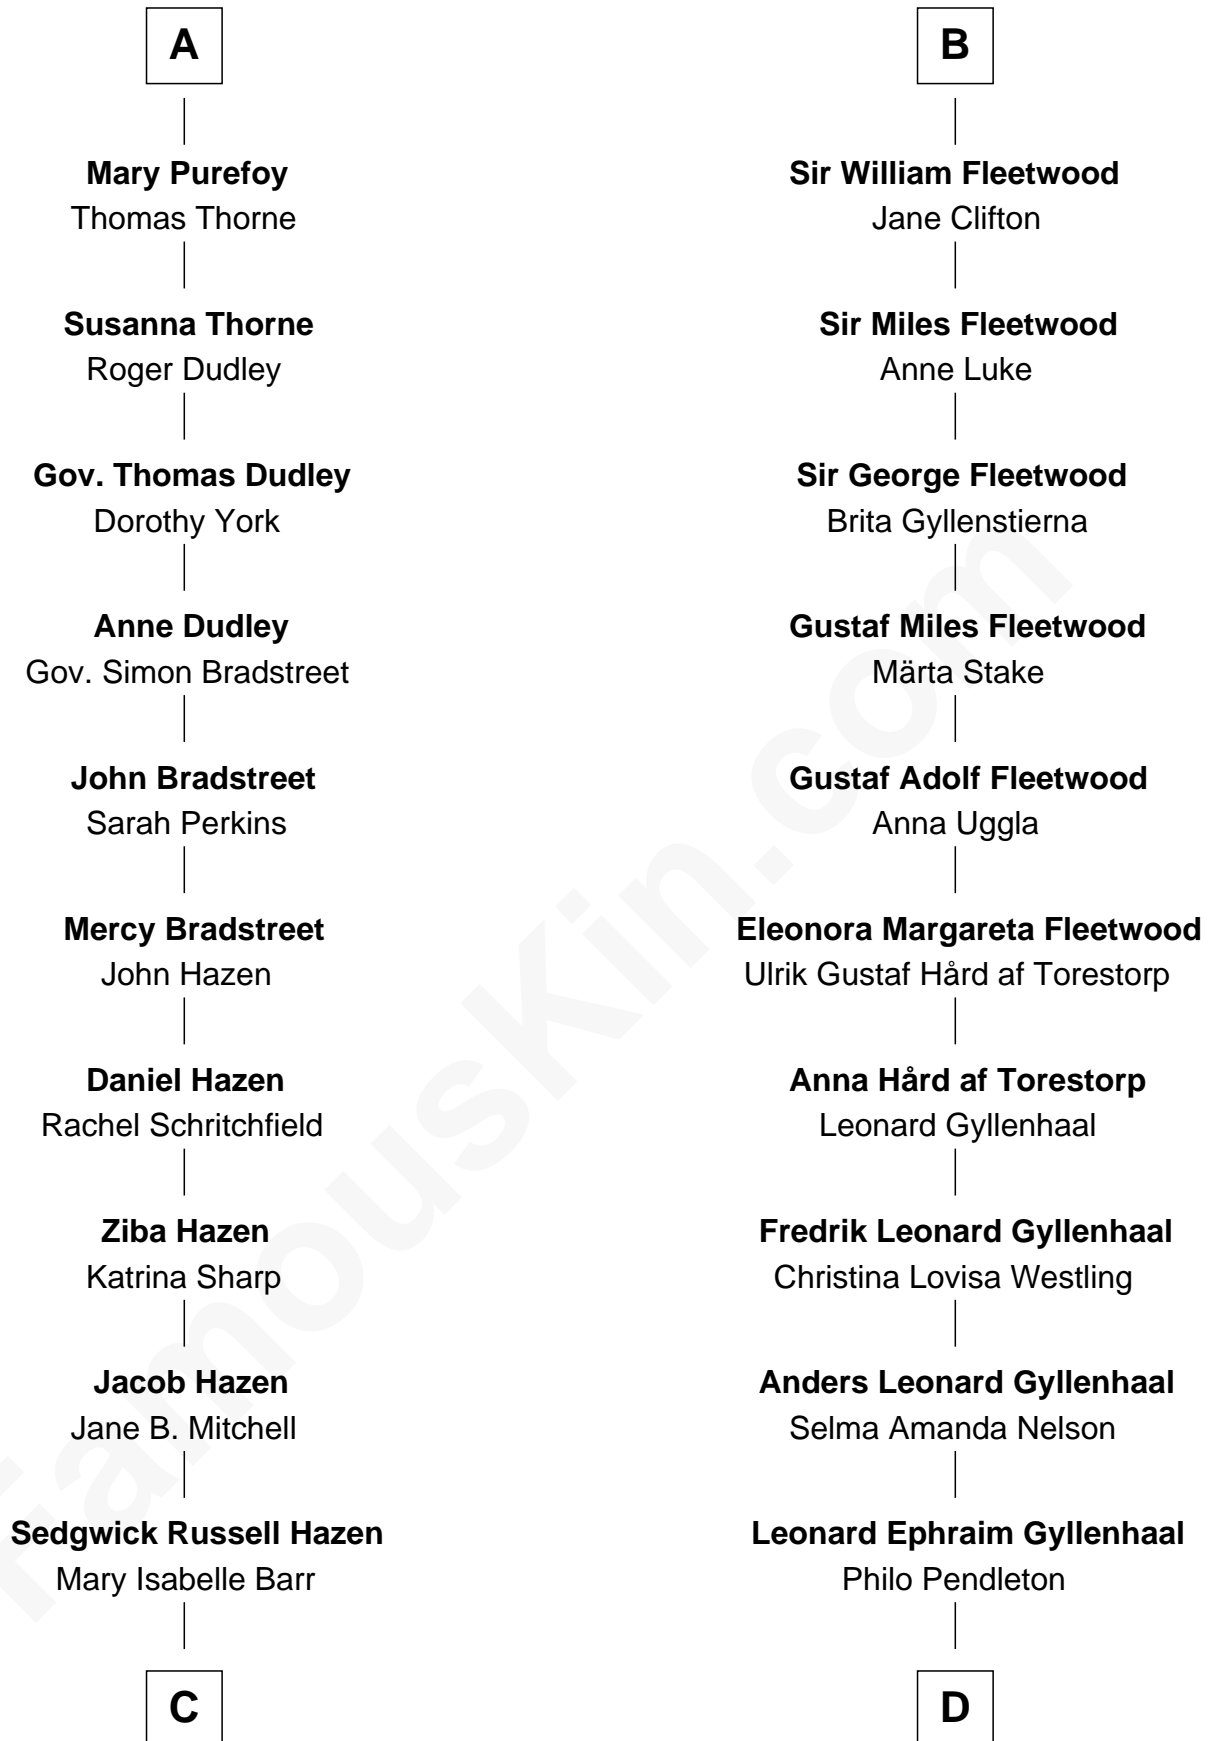 A
Mary Purefoy
Thomas Thorne
Susanna Thorne
Roger Dudley
Gov. Thomas Dudley
Dorothy York
Anne Dudley
Gov. Simon Bradstreet
John Bradstreet
Sarah Perkins
Mercy Bradstreet
John Hazen
Daniel Hazen
Rachel Schritchfield
Ziba Hazen
Katrina Sharp
Jacob Hazen
Jane B. Mitchell
Sedgwick Russell Hazen
Mary Isabelle Barr
C
B
Sir William Fleetwood
Jane Clifton
Sir Miles Fleetwood
Anne Luke
Sir George Fleetwood
Brita Gyllenstierna
Gustaf Miles Fleetwood
Märta Stake
Gustaf Adolf Fleetwood
Anna Uggla
Eleonora Margareta Fleetwood
Ulrik Gustaf Hård af Torestorp
Anna Hård af Torestorp
Leonard Gyllenhaal
Fredrik Leonard Gyllenhaal
Christina Lovisa Westling
Anders Leonard Gyllenhaal
Selma Amanda Nelson
Leonard Ephraim Gyllenhaal
Philo Pendleton
D
FamousKin.com